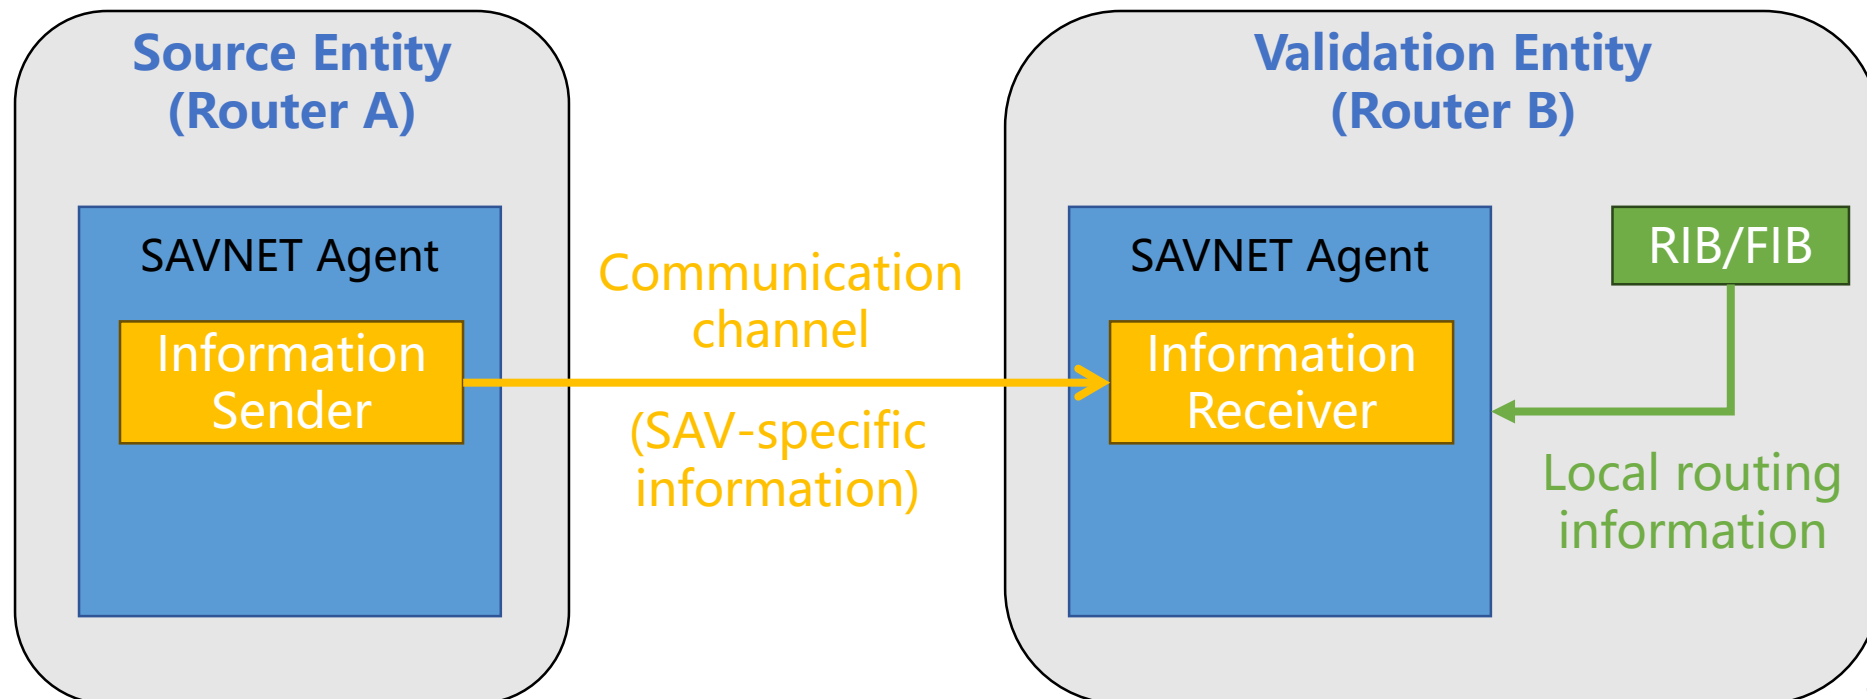 Source Entity
(Router A)
SAVNET Agent
Information
Sender
Communication
channel
(SAV-specific
information)
Validation Entity
(Router B)
SAVNET Agent
Information
Receiver
RIB/FIB
Local routing
information